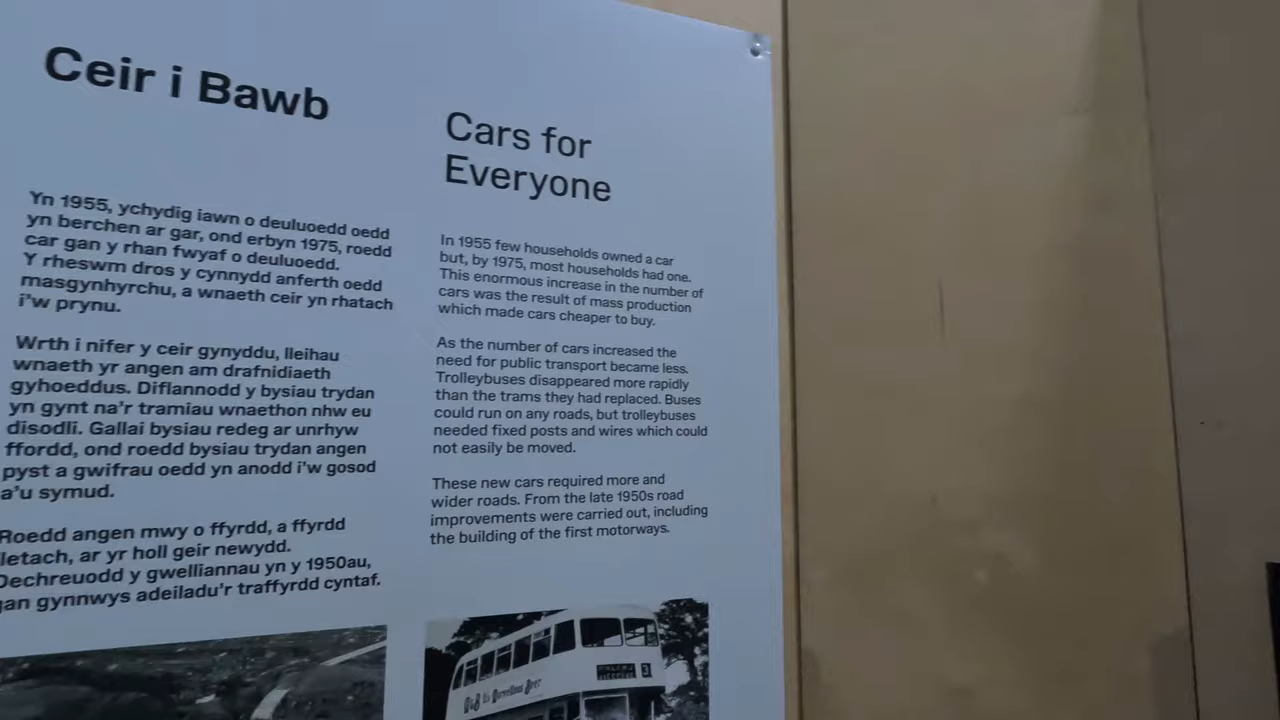 Ceir i Bawb
Yn 1955, ychydig iawn o deuluoedd oedd
yn berchen ar gar, ond erbyn 1975, roedd
car gan y rhan fwyaf o deuluoedd.
Y rheswm dros y cynnydd anferth oedd
masgynhyrchu, a wnaeth ceir yn rhatach
i'w prynu.
Wrth i nifer y ceir gynyddu, lleihau
wnaeth yr angen am drafnidiaeth
gyhoeddus. Diflannodd y bysiau trydan
yn gynt na'r tramiau wnaethon nhw eu
disodli. Gallai bysiau redeg ar unrhyw
ffordd, ond roedd bysiau trydan angen
pyst a gwifrau oedd yn anodd i'w gosod
a'u symud.
Roedd angen mwy o ffyrdd, a ffyrdd
letach, ar yr holl geir newydd.
Dechreuodd y gwelliannau yn y 1950au,
gan gynnwys adeiladu'r traffyrdd cyntaf.
Cars for
Everyone
In 1955 few households owned a car
but, by 1975, most households had one.
This enormous increase in the number of
cars was the result of mass production
which made cars cheaper to buy.
As the number of cars increased the
need for public transport became less.
Trolleybuses disappeared more rapidly
than the trams they had replaced. Buses
could run on any roads, but trolleybuses
needed fixed posts and wires which could
not easily be moved.
These new cars required more and
wider roads. From the late 1950s road
improvements were carried out, including
the building of the first motorways.
3